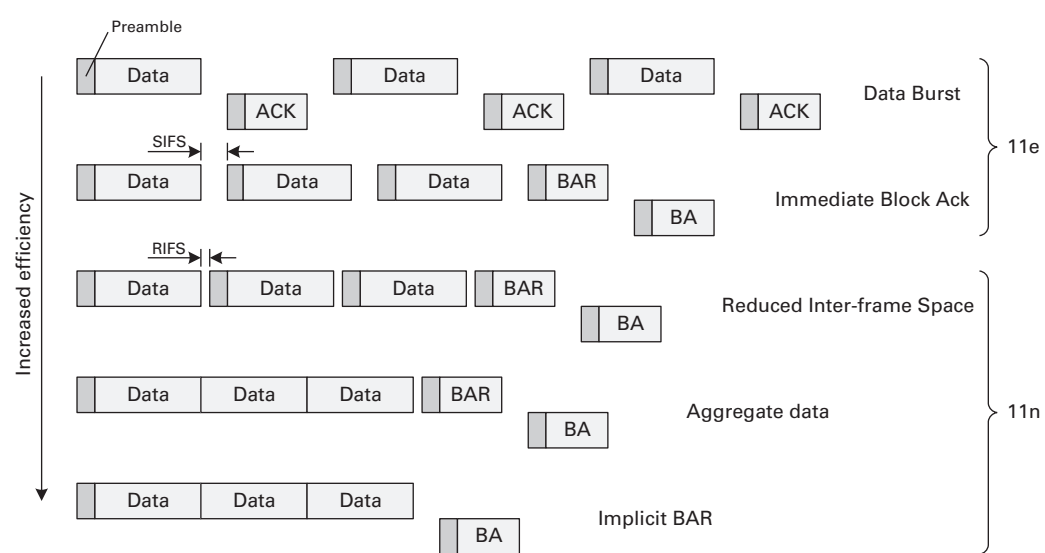 Preamble
Data Data Data
Data Burst
ACK ACK ACK
11e
SIFS
Data Data Data BAR
Immediate Block Ack
BA
Increased efficiency
RIFS
Data Data Data BAR
Reduced Inter-frame Space
BA
Data Data Data BAR
Aggregate data
11n
BA
Data Data Data
Implicit BAR
BA